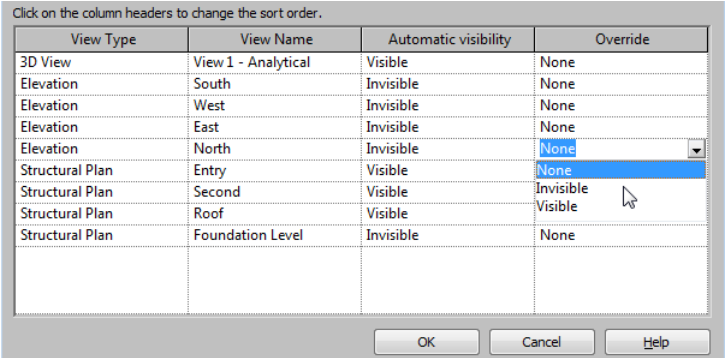 Click on the column headers to change the sort order.
View Type View Name Automatic visibility Override
3D View View 1 - Analytical Visible None
Elevation South Invisible None
Elevation West Invisible None
Elevation East Invisible None
Elevation North Invisible None
Structural Plan Entry Visible None
Structural Plan Second Visible Invisible
Structural Plan Roof Visible Visible
Structural Plan Foundation Level Invisible None
OK Cancel Help